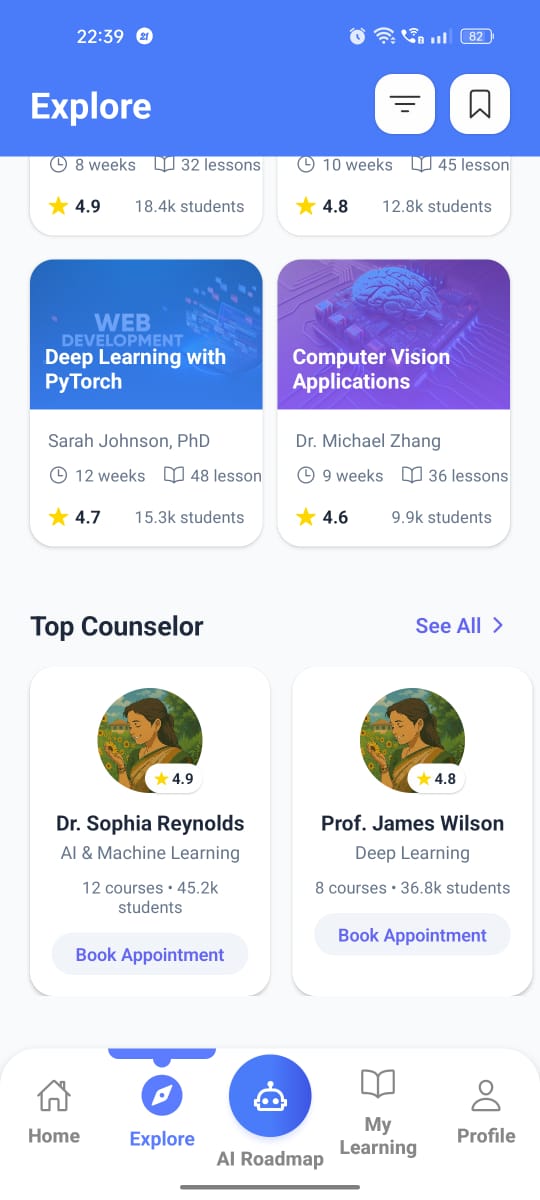 22:39
82
Explore
8 weeks 32 lessons
10 weeks 45 lesson
4.9 18.4k students
4.8 12.8k students
WEB
DEVELOPMENT
Deep Learning with
PyTorch
Computer Vision
Applications
Sarah Johnson, PhD
Dr. Michael Zhang
12 weeks 48 lesson
9 weeks 36 lessons
4.7 15.3k students
4.6 9.9k students
Top Counselor
See All
4.9
4.8
Dr. Sophia Reynolds
Prof. James Wilson
AI & Machine Learning
Deep Learning
12 courses • 45.2k
students
8 courses • 36.8k students
Book Appointment
Book Appointment
Home
Explore
AI Roadmap
My
Learning
Profile